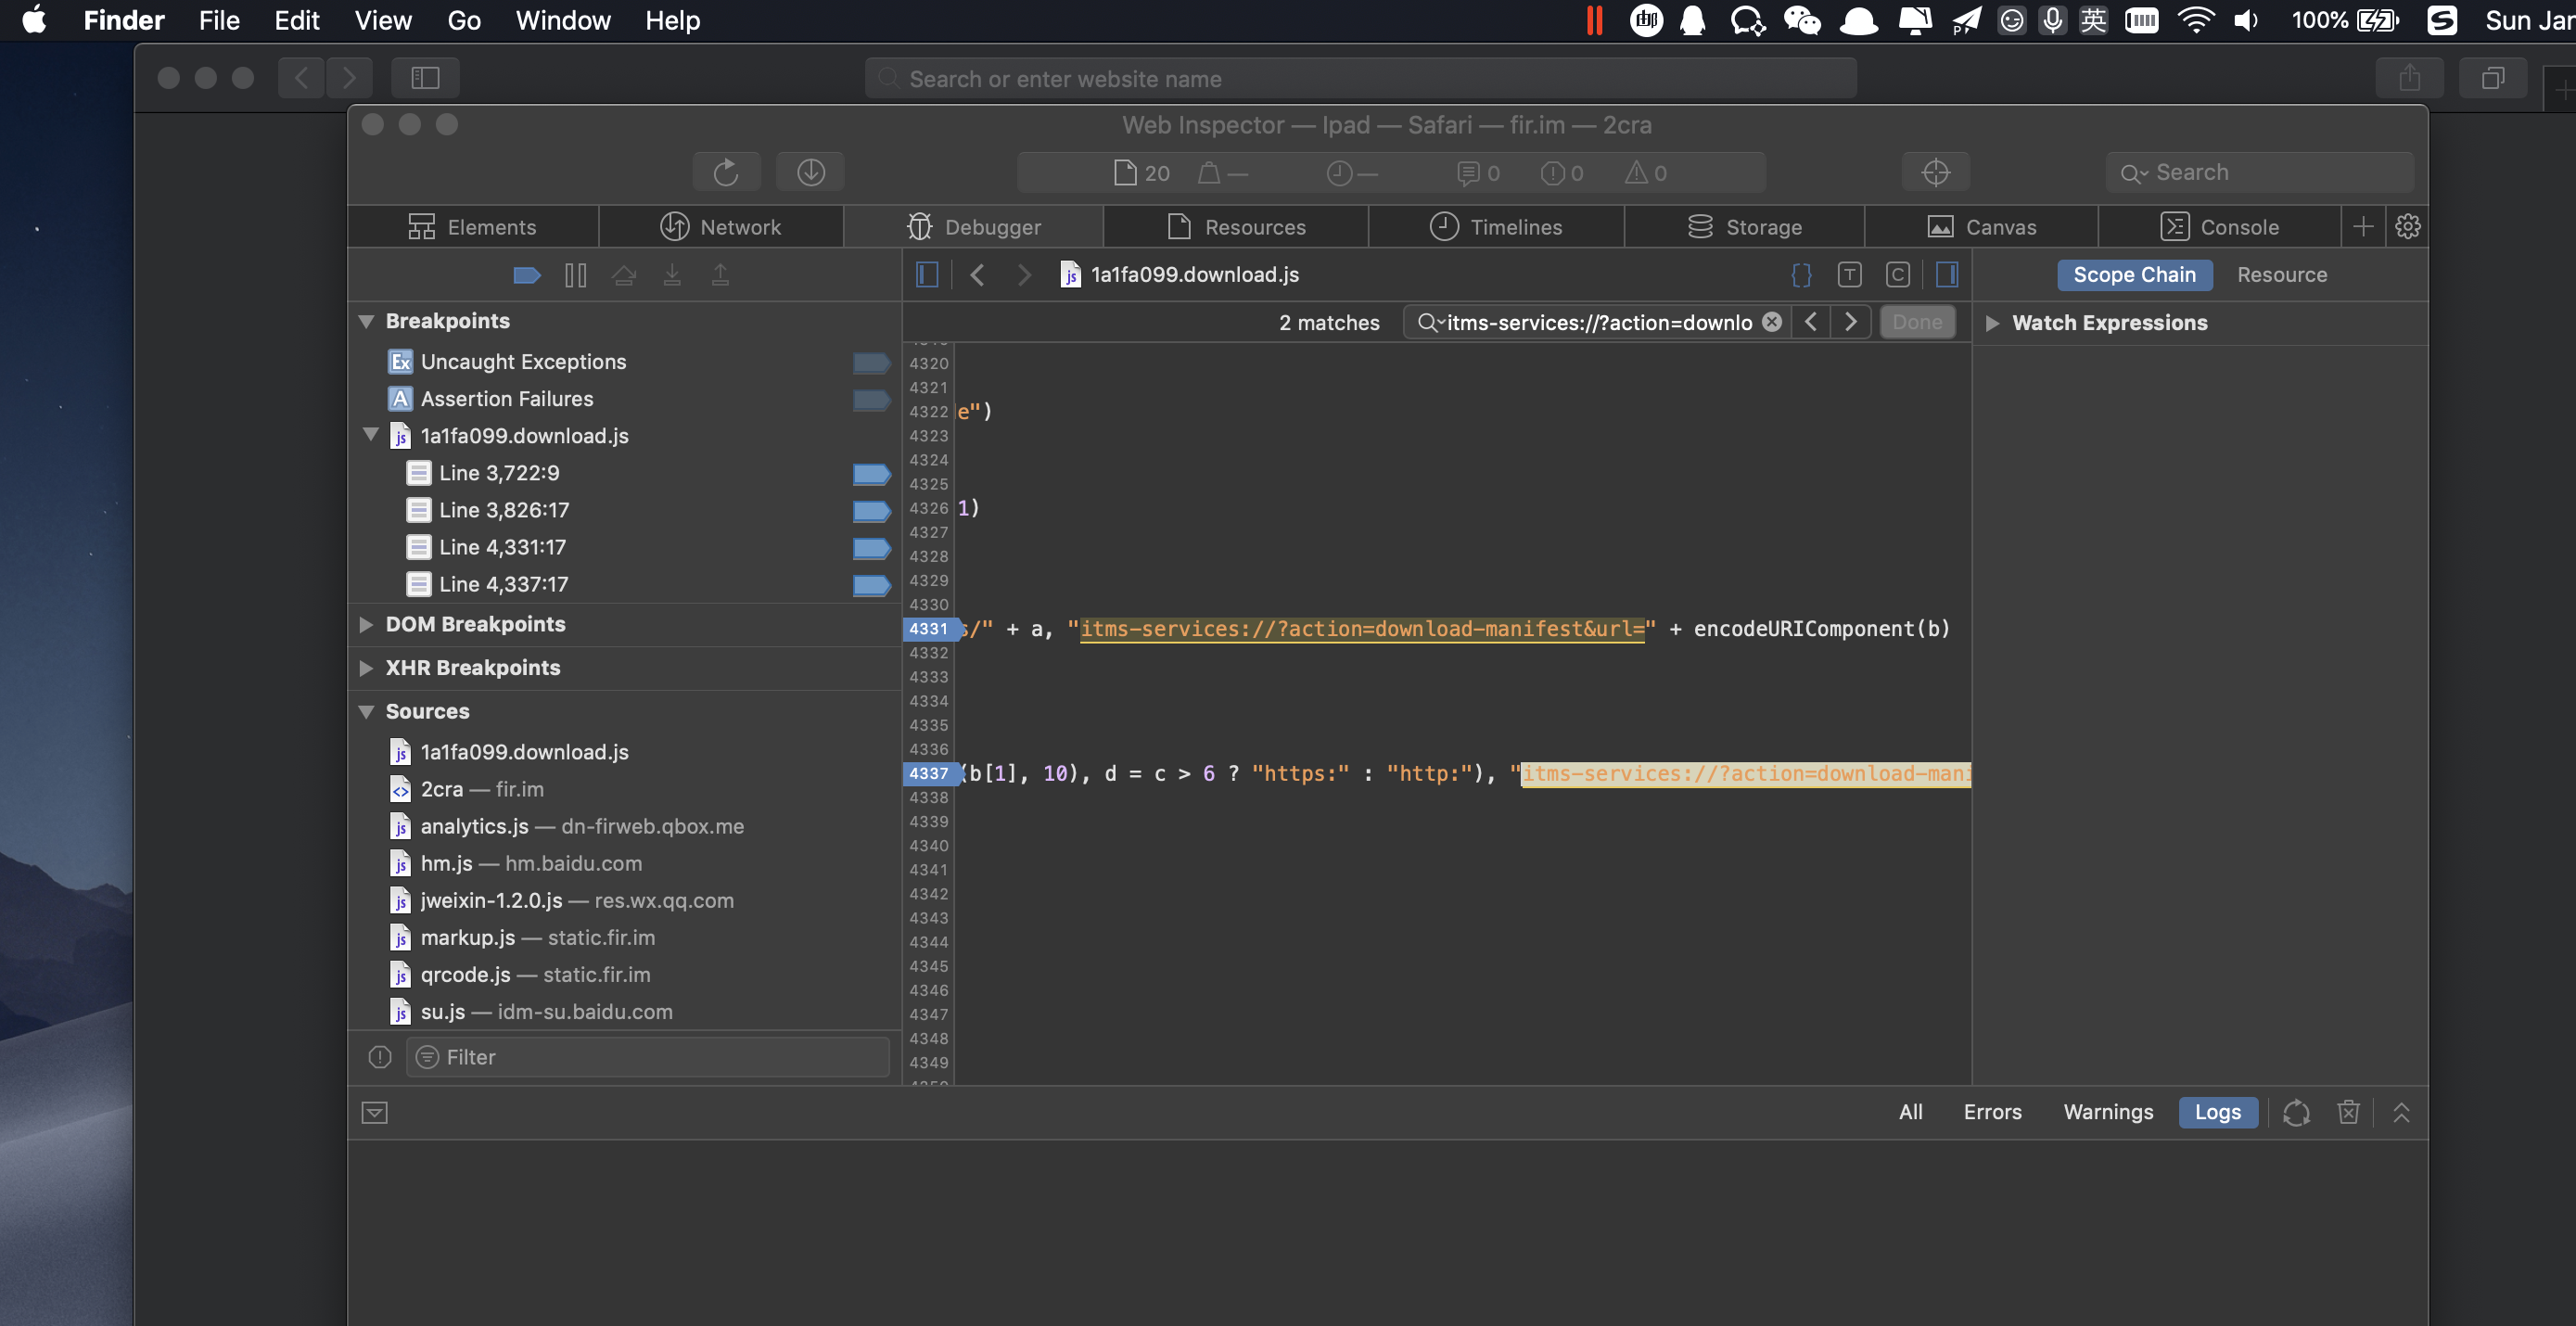 Finder File Edit View Go Window Help 英 100% Sun Jan
Search or enter website name
Web Inspector — Ipad — Safari — fir.im — 2cra
20 — — 0 0 0 Search
Elements Network Debugger Resources Timelines Storage Canvas Console
1a1fa099.download.js Scope Chain Resource
Breakpoints
2 matches itms-services://?action=downlo Done Watch Expressions
Uncaught Exceptions
Assertion Failures
1a1fa099.download.js
Line 3,722:9
Line 3,826:17
Line 4,331:17
Line 4,337:17
DOM Breakpoints
XHR Breakpoints
Sources
1a1fa099.download.js
2cra — fir.im
analytics.js — dn-firweb.qbox.me
hm.js — hm.baidu.com
jweixin-1.2.0.js — res.wx.qq.com
markup.js — static.fir.im
qrcode.js — static.fir.im
su.js — idm-su.baidu.com
Filter
4320
4321
4322 e")
4323
4324
4325
4326 1)
4327
4328
4329
4330
4331 s/" + a, "itms-services://?action=download-manifest&url=" + encodeURIComponent(b)
4332
4333
4334
4335
4336
4337 (b[1], 10), d = c > 6 ? "https:" : "http:"), "itms-services://?action=download-mani
4338
4339
4340
4341
4342
4343
4344
4345
4346
4347
4348
4349
All Errors Warnings Logs